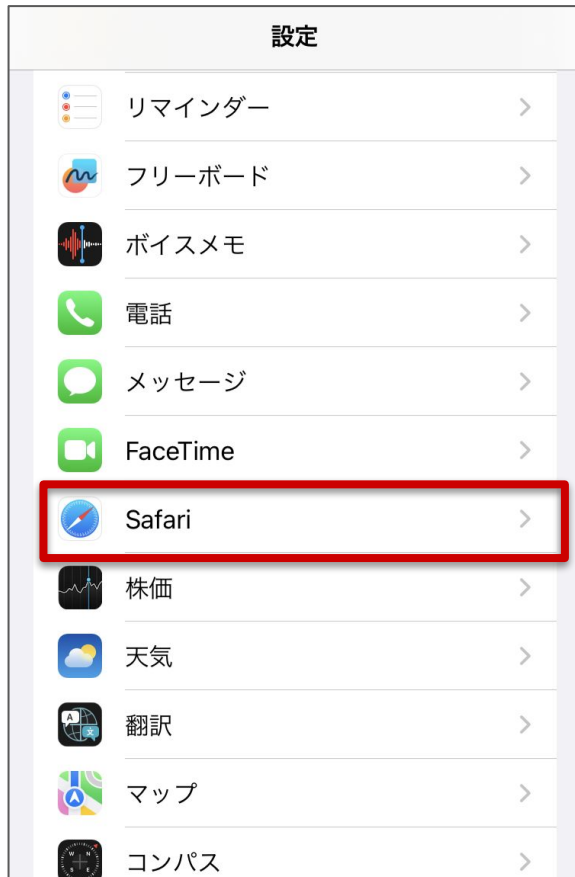 設定
リマインダー
フリーボード
ボイスメモ
電話
メッセージ
FaceTime
Safari
株価
天気
翻訳
マップ
コンパス